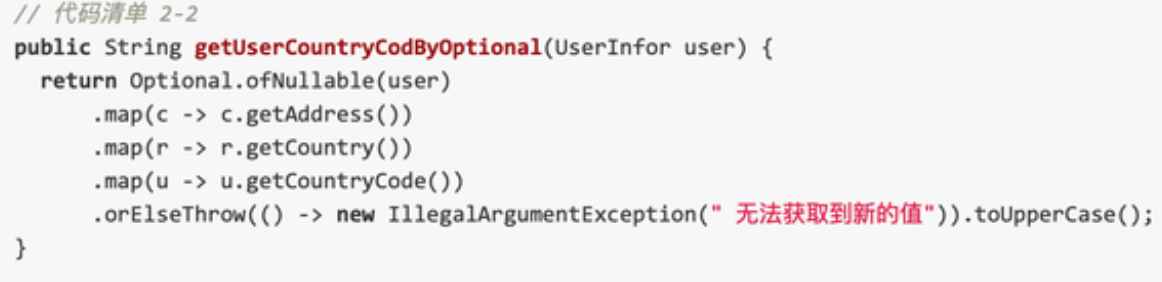 // 代码清单 2-2
public String getUserCountryCodByOptional(UserInfor user) {
return Optional.ofNullable(user)
.map(c -> c.getAddress())
.map(r -> r.getCountry())
.map(u -> u.getCountryCode())
.orElseThrow(() -> new IllegalArgumentException(" 无法获取到新的值")).toUpperCase();
}